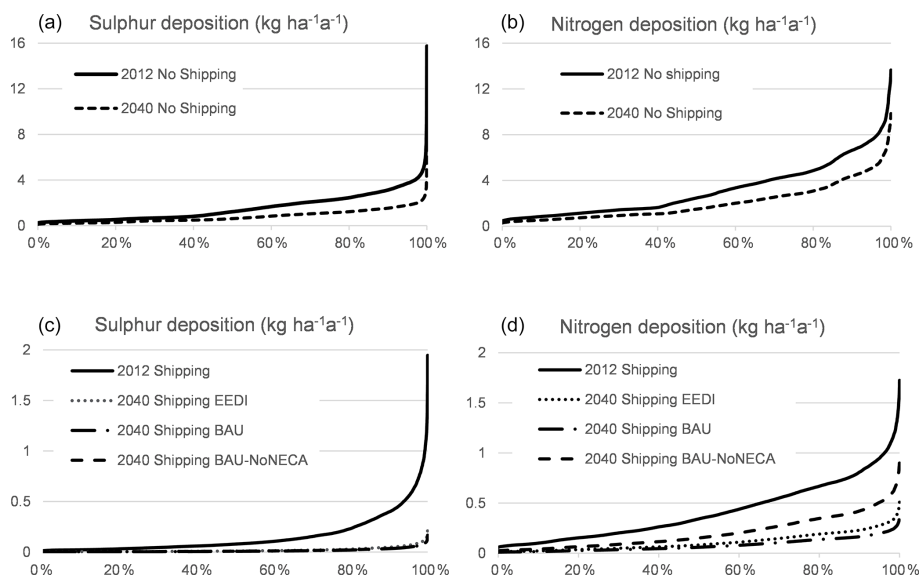 (a) Sulphur deposition (kg ha⁻¹a⁻¹)
16
12
8
4
0
2012 No Shipping
2040 No Shipping
0 % 20 % 40 % 60 % 80 % 100 %
(b) Nitrogen deposition (kg ha⁻¹a⁻¹)
16
12
8
4
0
2012 No shipping
2040 No Shipping
0 % 20 % 40 % 60 % 80 % 100 %
(c) Sulphur deposition (kg ha⁻¹a⁻¹)
2
1.5
1
0.5
0
2012 Shipping
2040 Shipping EEDI
2040 Shipping BAU
2040 Shipping BAU-NoNECA
0 % 20 % 40 % 60 % 80 % 100 %
(d) Nitrogen deposition (kg ha⁻¹a⁻¹)
2
1.5
1
0.5
0
2012 Shipping
2040 Shipping EEDI
2040 Shipping BAU
2040 Shipping BAU-NoNECA
0 % 20 % 40 % 60 % 80 % 100 %